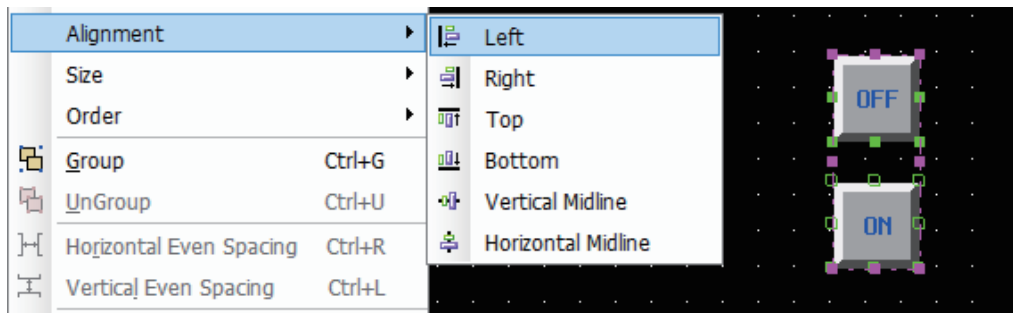 Alignment
Size
Order
Group Ctrl+G
UnGroup Ctrl+U
Horizontal Even Spacing Ctrl+R
Vertical Even Spacing Ctrl+L
Left
Right
Top
Bottom
Vertical Midline
Horizontal Midline
OFF
ON